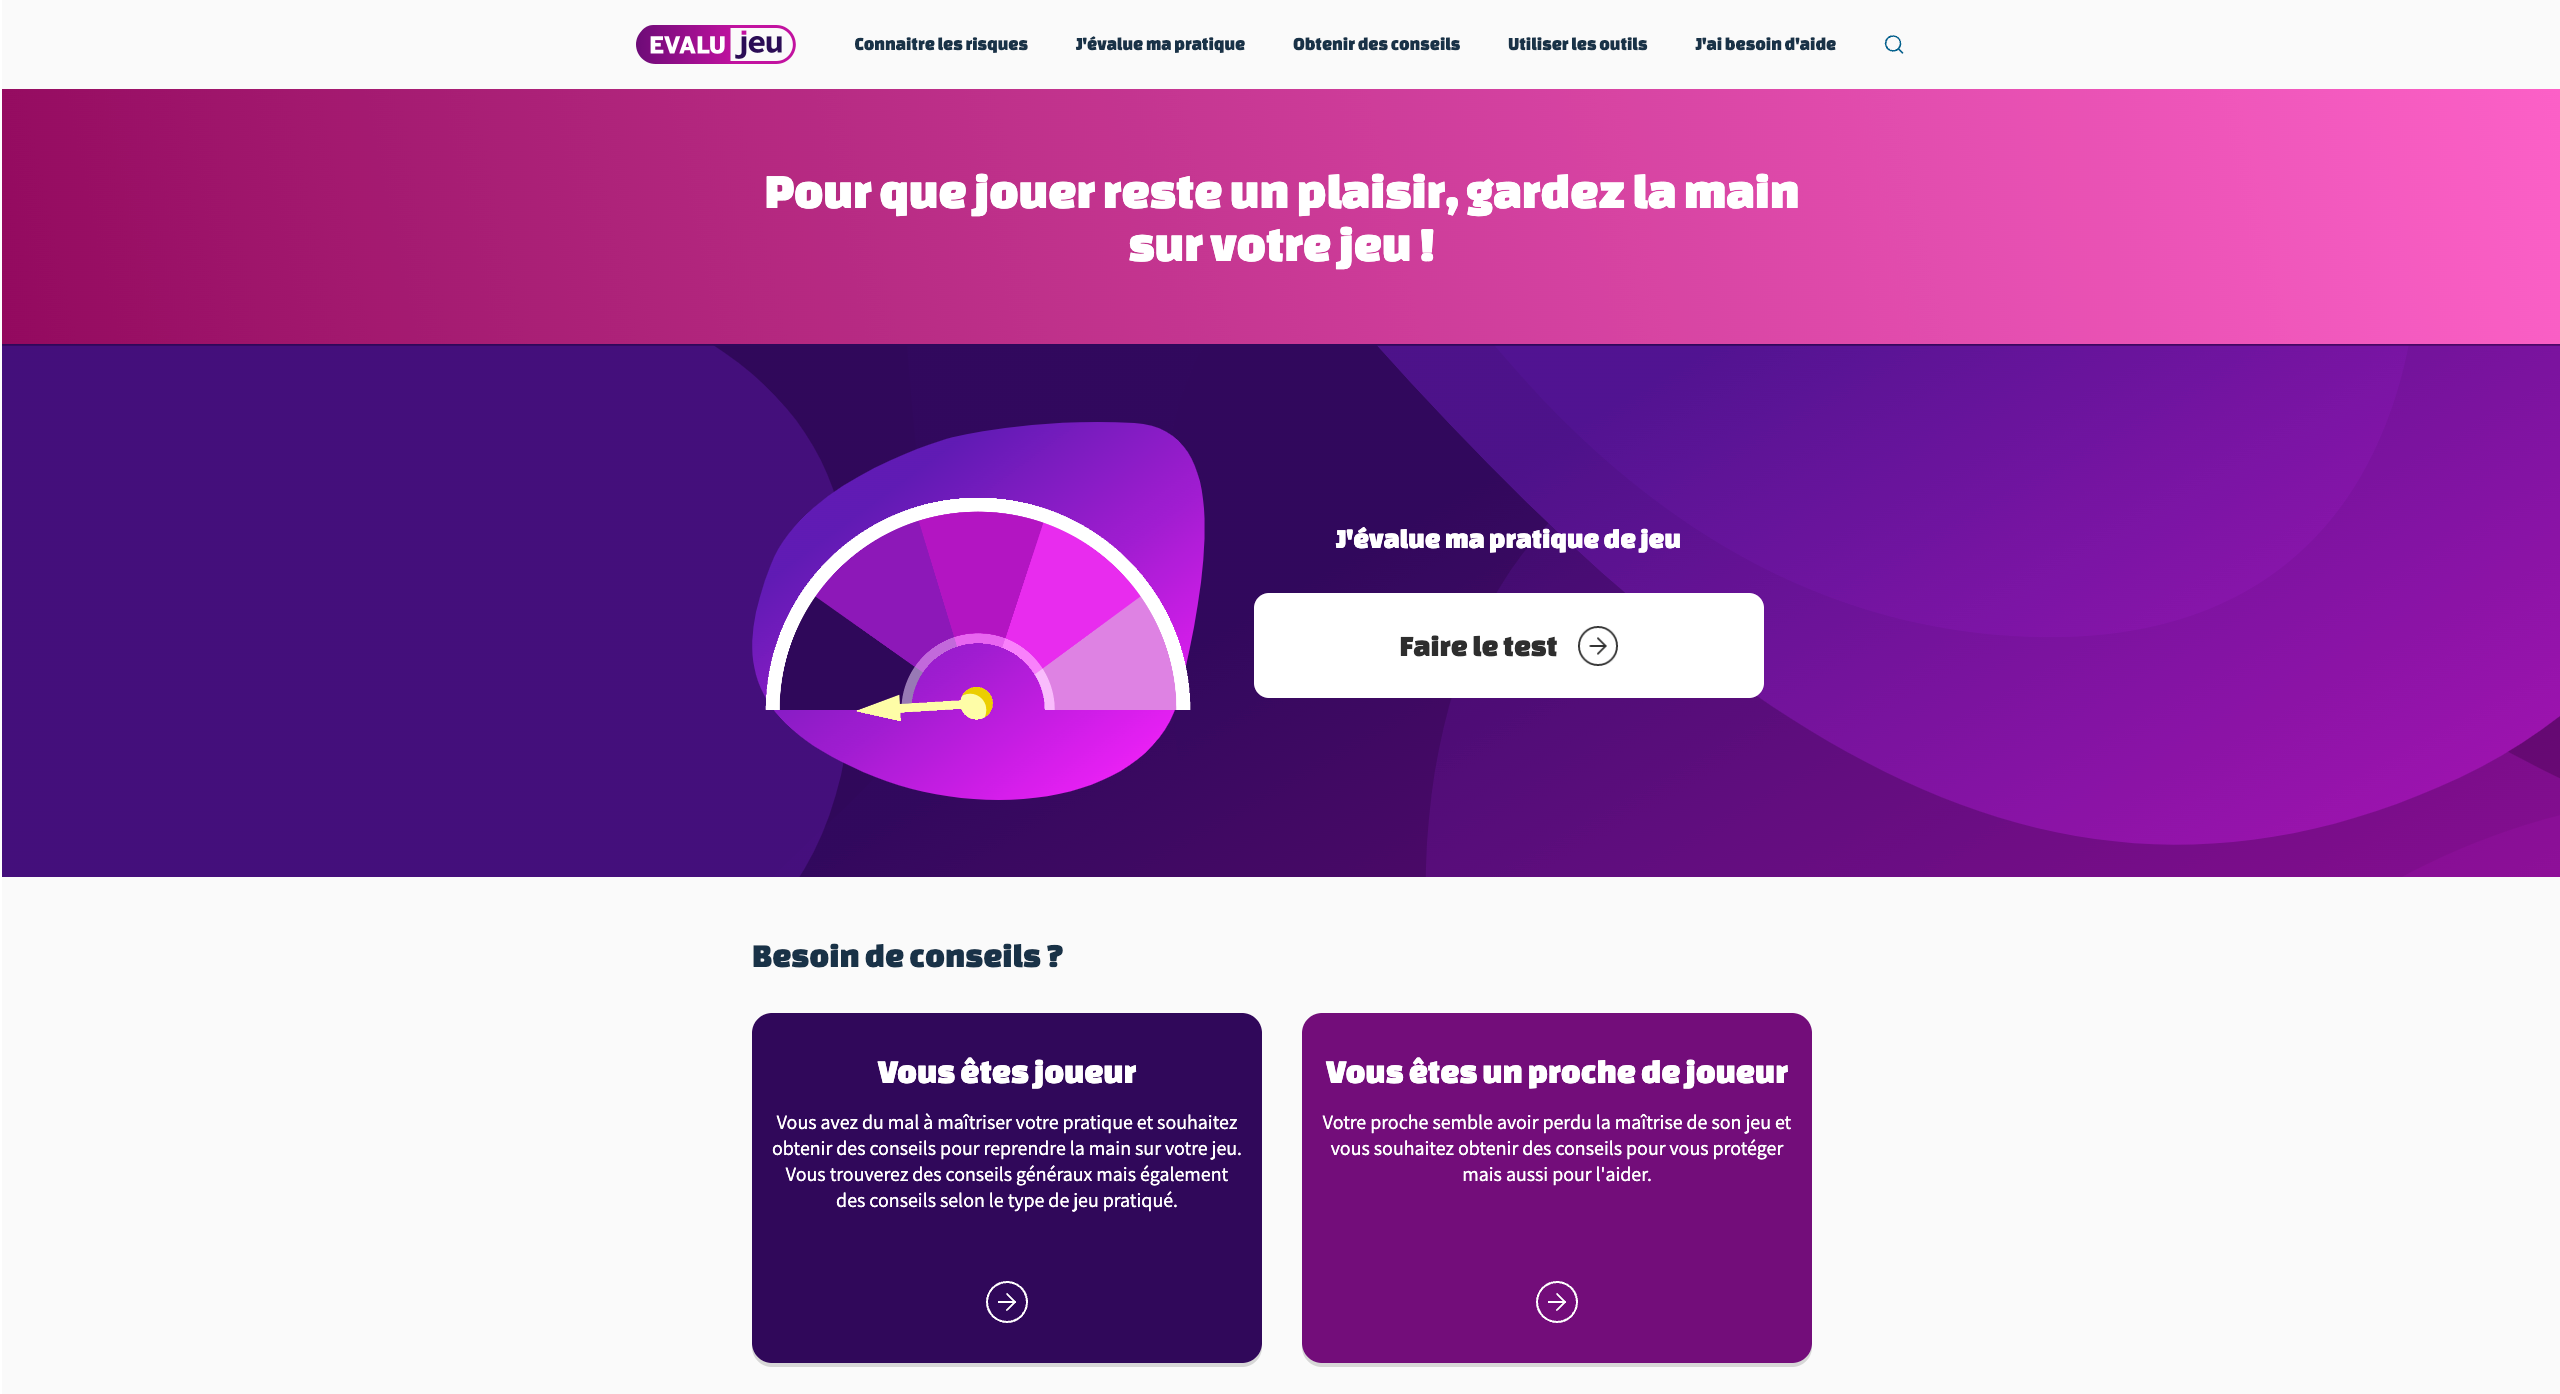 EVALU jeu
Connaitre les risques
J'évalue ma pratique
Obtenir des conseils
Utiliser les outils
J'ai besoin d'aide
Pour que jouer reste un plaisir, gardez la main
sur votre jeu !
J'évalue ma pratique de jeu
Faire le test
Besoin de conseils ?
Vous êtes joueur
Vous avez du mal à maîtriser votre pratique et souhaitez
obtenir des conseils pour reprendre la main sur votre jeu.
Vous trouverez des conseils généraux mais également
des conseils selon le type de jeu pratiqué.
Vous êtes un proche de joueur
Votre proche semble avoir perdu la maîtrise de son jeu et
vous souhaitez obtenir des conseils pour vous protéger
mais aussi pour l'aider.